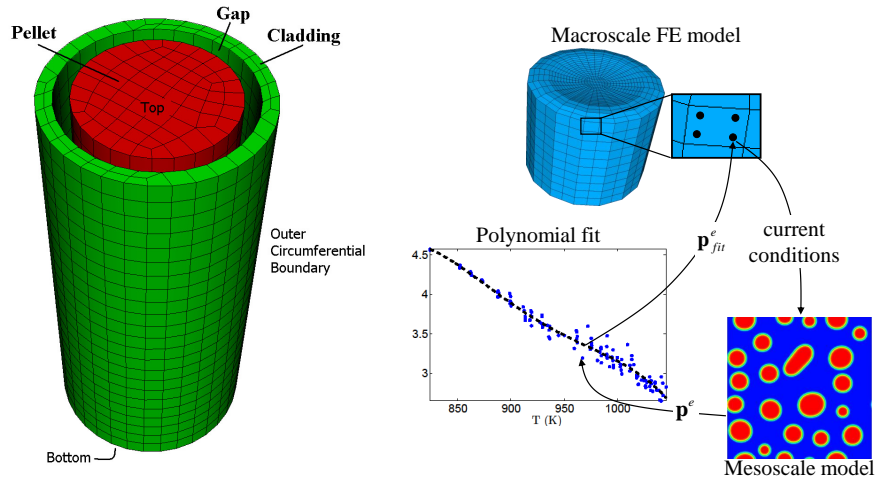 Pellet
Gap
Cladding
Top
Outer
Circumferential
Boundary
Bottom
Macroscale FE model
Polynomial fit
4.5
4
3.5
3
850
900
950
1000
T (K)
p^e_fit
current
conditions
p^e
Mesoscale model